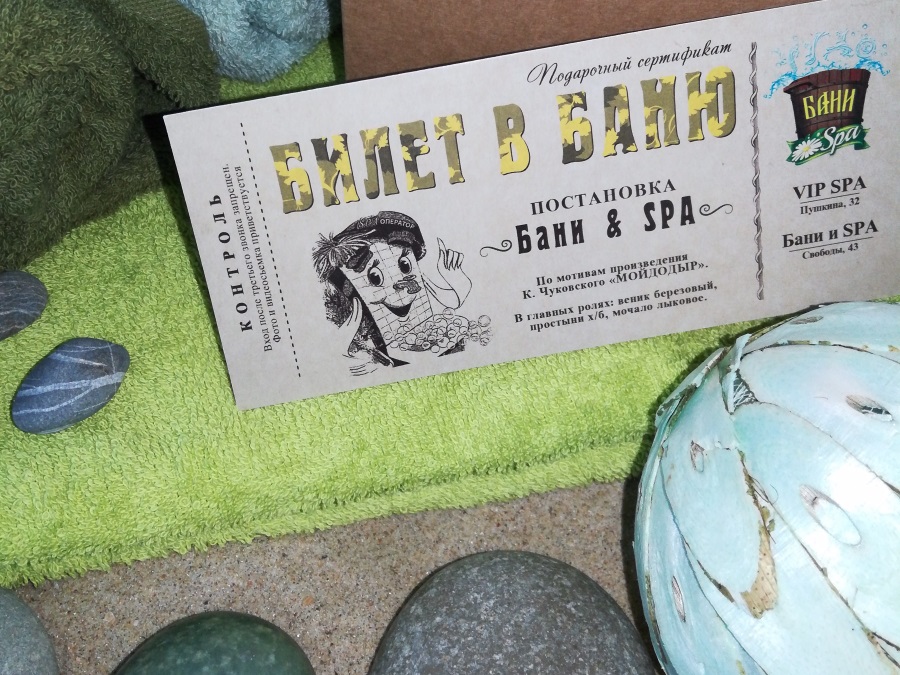 КОНТРОЛЬ
Вход после третьего звонка запрещен.
Фото и видеосъемка приветствуется
Подарочный сертификат
БИЛЕТ В БАНЮ
ОПЕРАТОР
ПОСТАНОВКА
Бани & SPA
По мотивам произведения
К. Чуковского «МОЙДОДЫР».
В главных ролях: веник березовый,
простыни х/б, мочало лыковое.
БАНИ
Spa
VIP SPA
Пушкина, 32
Бани и SPA
Свободы, 43